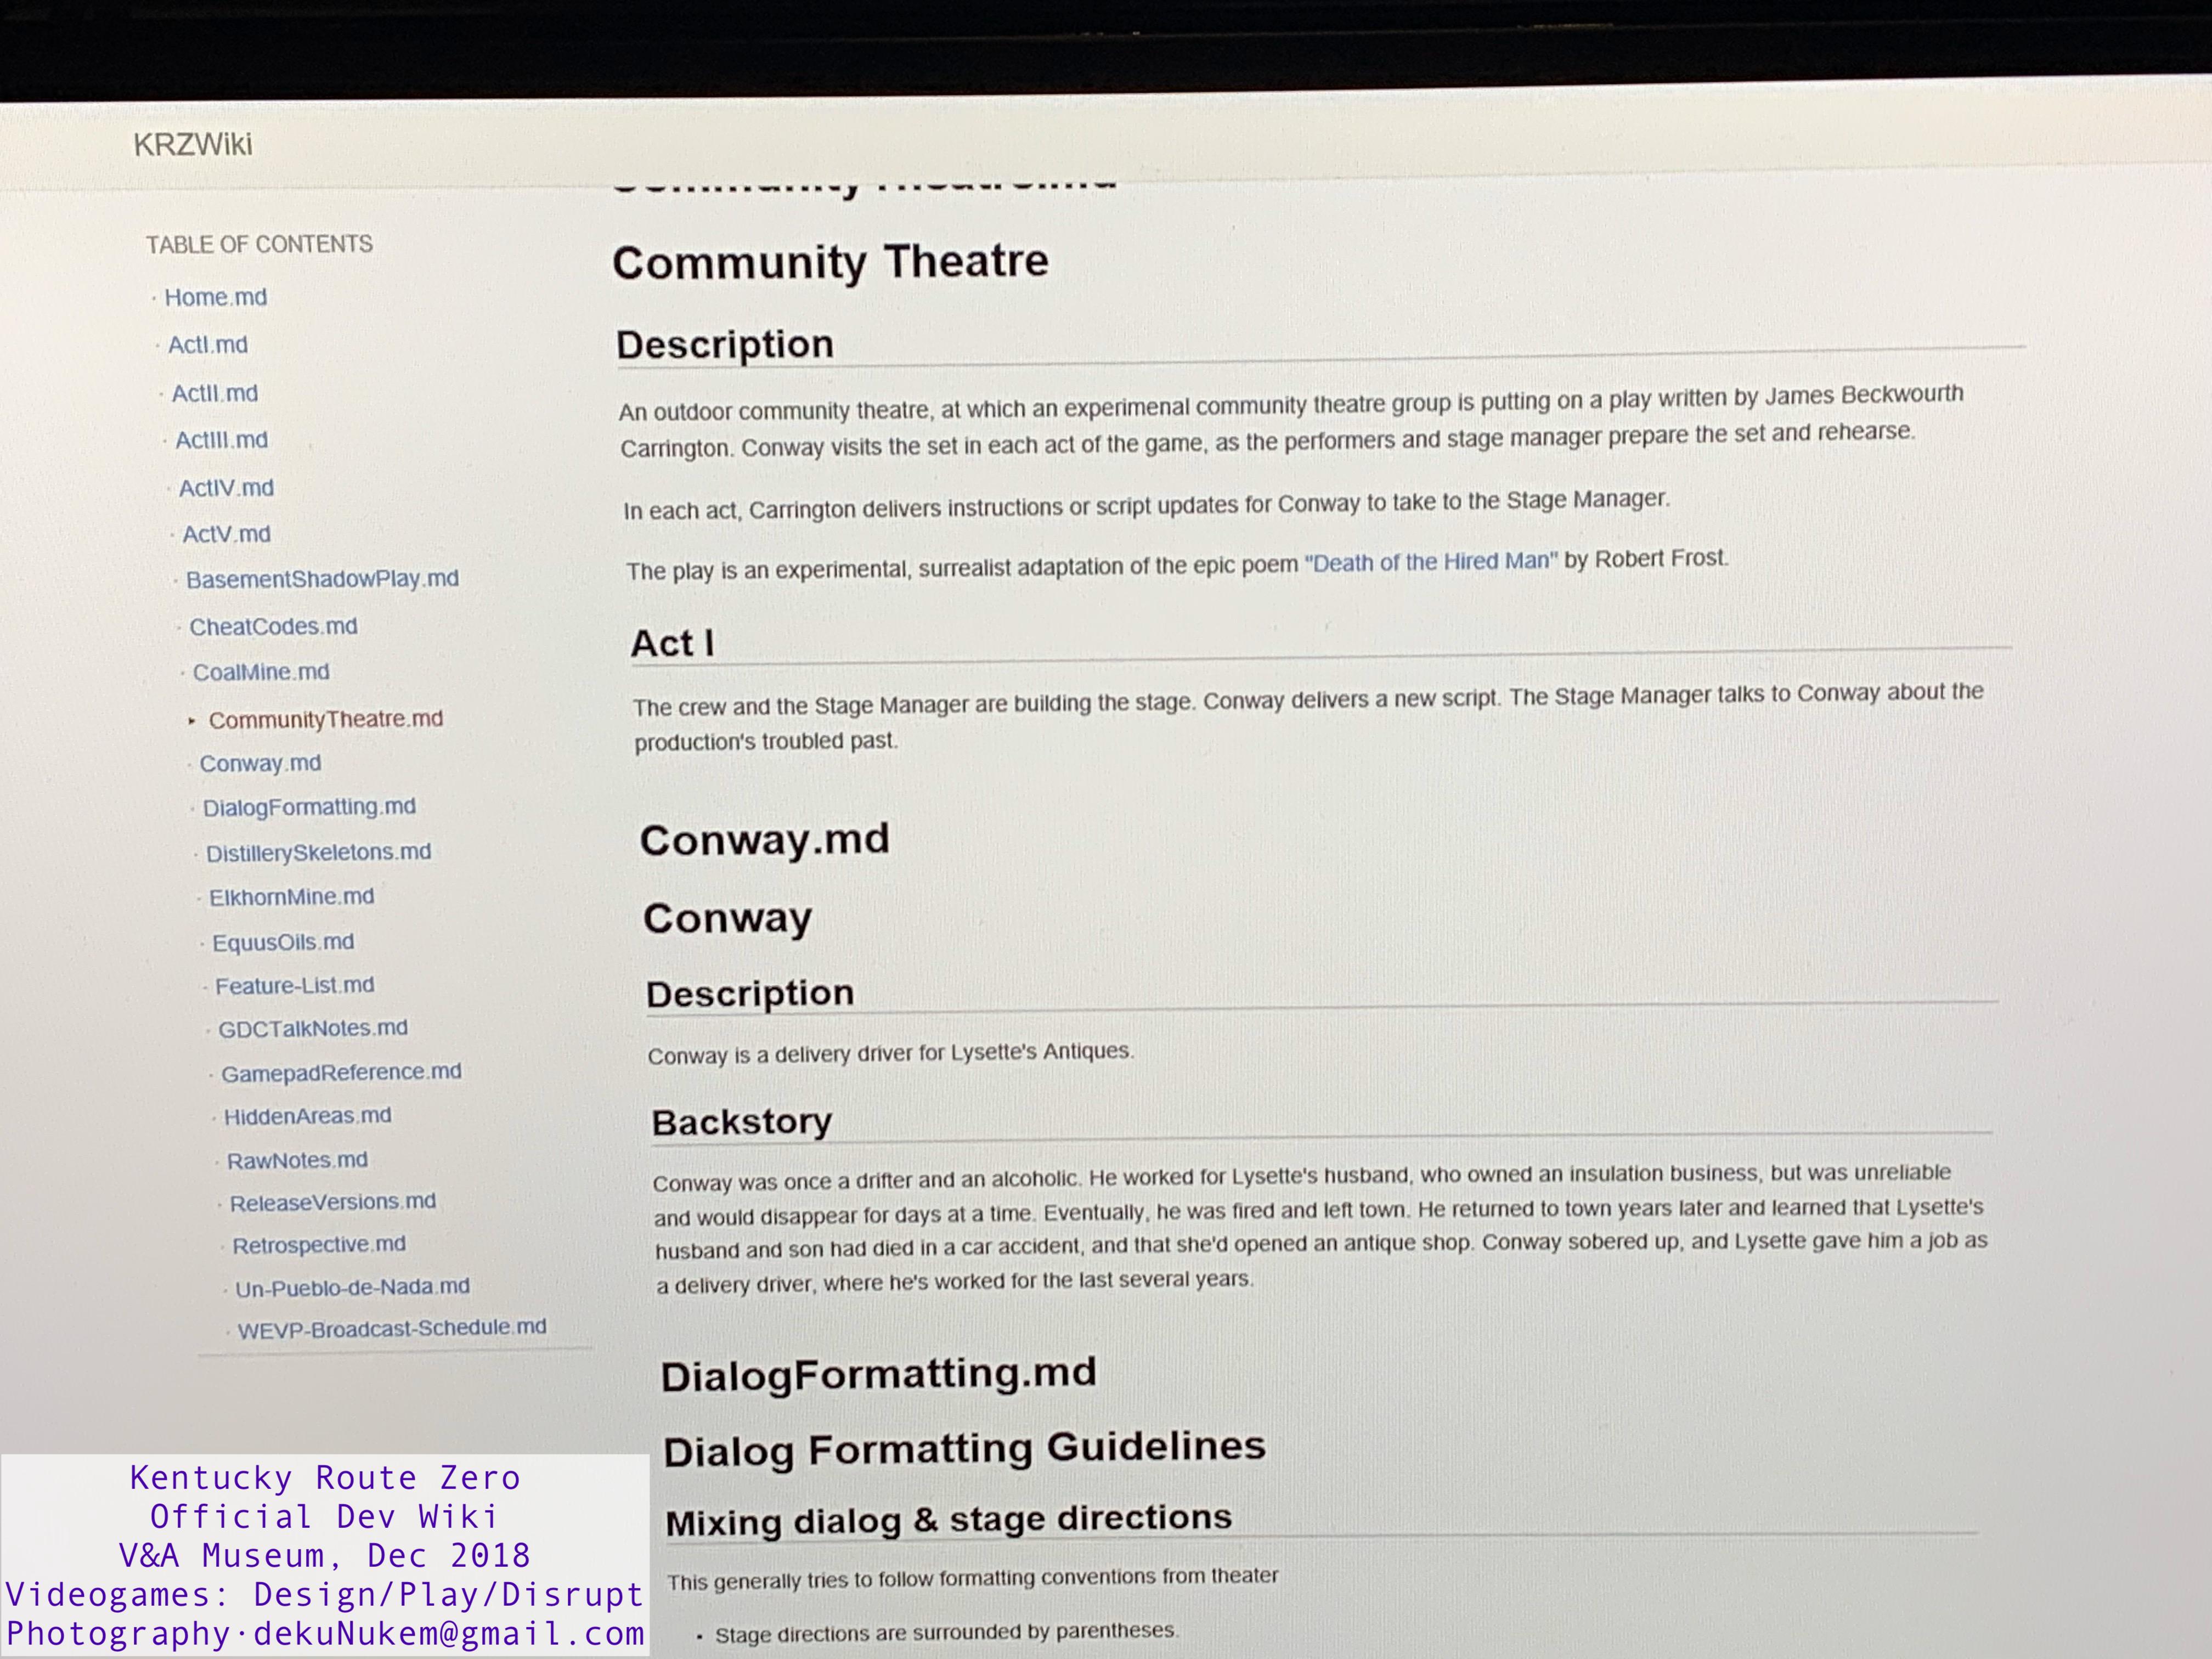 KRZWiki
TABLE OF CONTENTS
Home.md
ActI.md
ActII.md
ActIII.md
ActIV.md
ActV.md
BasementShadowPlay.md
CheatCodes.md
CoalMine.md
CommunityTheatre.md
Conway.md
DialogFormatting.md
DistillerySkeletons.md
ElkhornMine.md
EquusOils.md
Feature-List.md
GDCTalkNotes.md
GamepadReference.md
HiddenAreas.md
RawNotes.md
ReleaseVersions.md
Retrospective.md
Un-Pueblo-de-Nada.md
WEVP-Broadcast-Schedule.md
Community Theatre
Description
An outdoor community theatre, at which an experimenal community theatre group is putting on a play written by James Beckwourth
Carrington. Conway visits the set in each act of the game, as the performers and stage manager prepare the set and rehearse.
In each act, Carrington delivers instructions or script updates for Conway to take to the Stage Manager.
The play is an experimental, surrealist adaptation of the epic poem "Death of the Hired Man" by Robert Frost.
Act I
The crew and the Stage Manager are building the stage. Conway delivers a new script. The Stage Manager talks to Conway about the
production's troubled past.
Conway.md
Conway
Description
Conway is a delivery driver for Lysette's Antiques.
Backstory
Conway was once a drifter and an alcoholic. He worked for Lysette's husband, who owned an insulation business, but was unreliable
and would disappear for days at a time. Eventually, he was fired and left town. He returned to town years later and learned that Lysette's
husband and son had died in a car accident, and that she'd opened an antique shop. Conway sobered up, and Lysette gave him a job as
a delivery driver, where he's worked for the last several years.
DialogFormatting.md
Dialog Formatting Guidelines
Mixing dialog & stage directions
This generally tries to follow formatting conventions from theater
• Stage directions are surrounded by parentheses.
Kentucky Route Zero
Official Dev Wiki
V&A Museum, Dec 2018
Videogames: Design/Play/Disrupt
Photography·dekuNukem@gmail.com